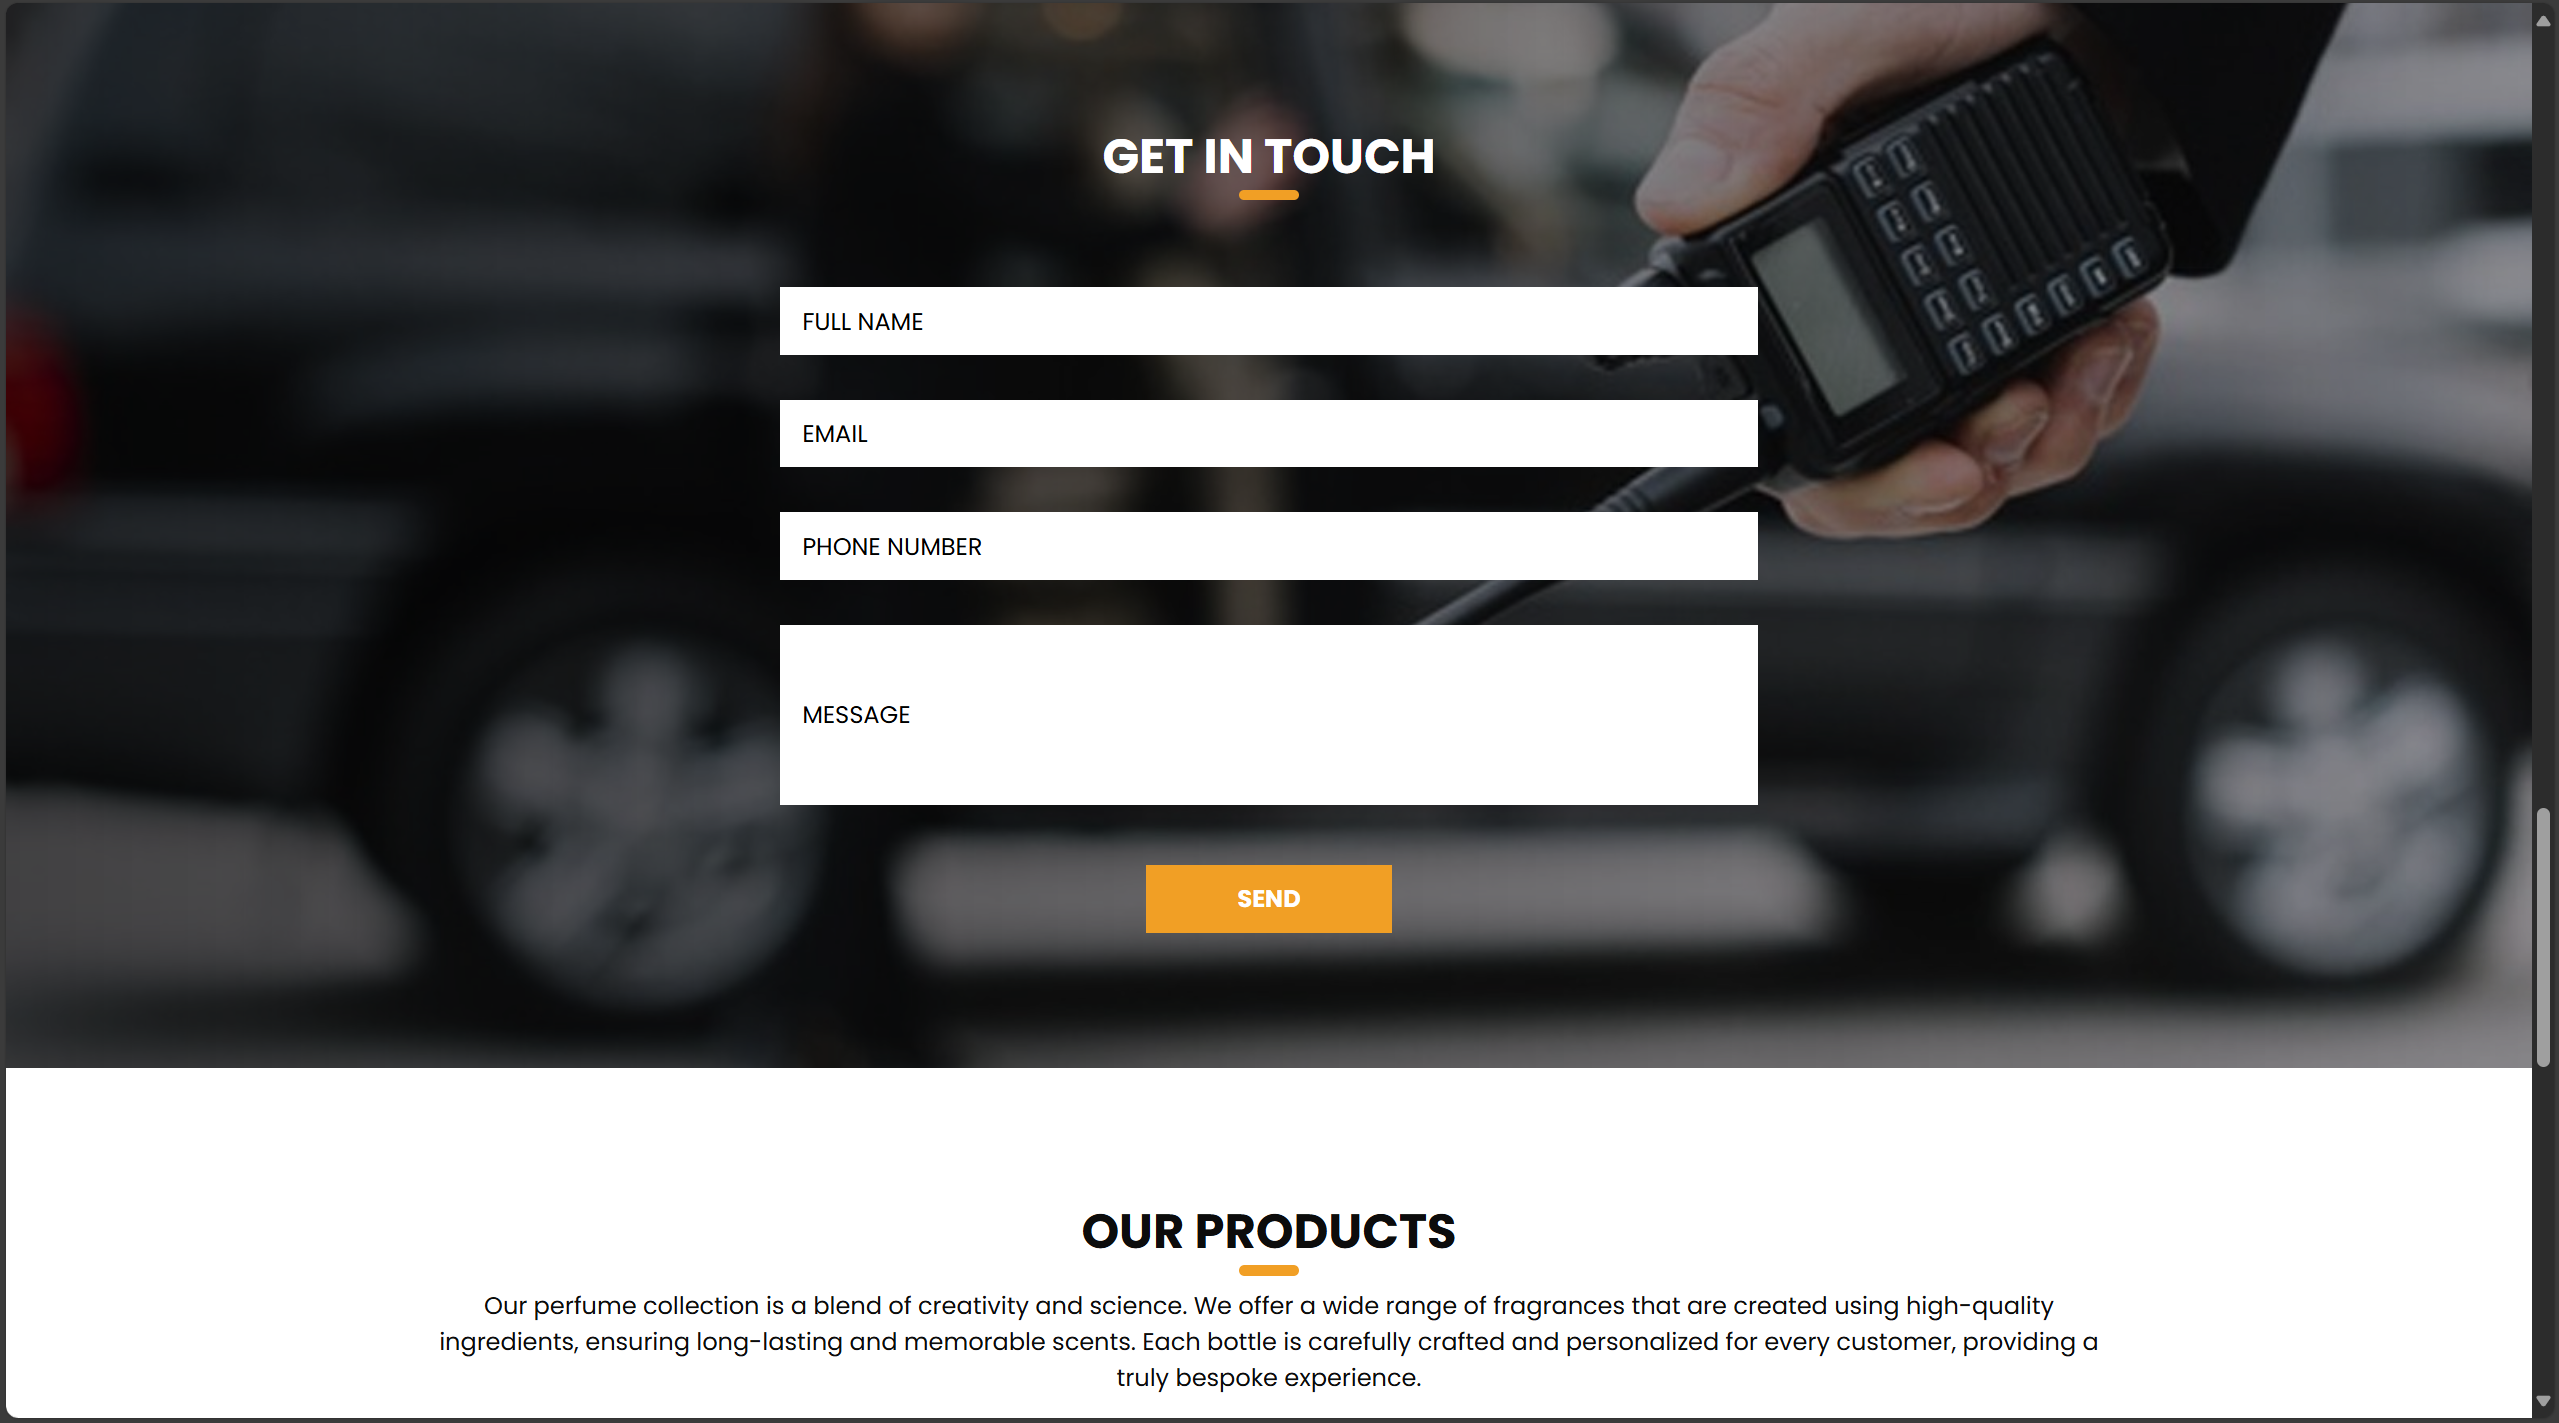 GET IN TOUCH
FULL NAME
EMAIL
PHONE NUMBER
MESSAGE
SEND
OUR PRODUCTS
Our perfume collection is a blend of creativity and science. We offer a wide range of fragrances that are created using high-quality
ingredients, ensuring long-lasting and memorable scents. Each bottle is carefully crafted and personalized for every customer, providing a
truly bespoke experience.